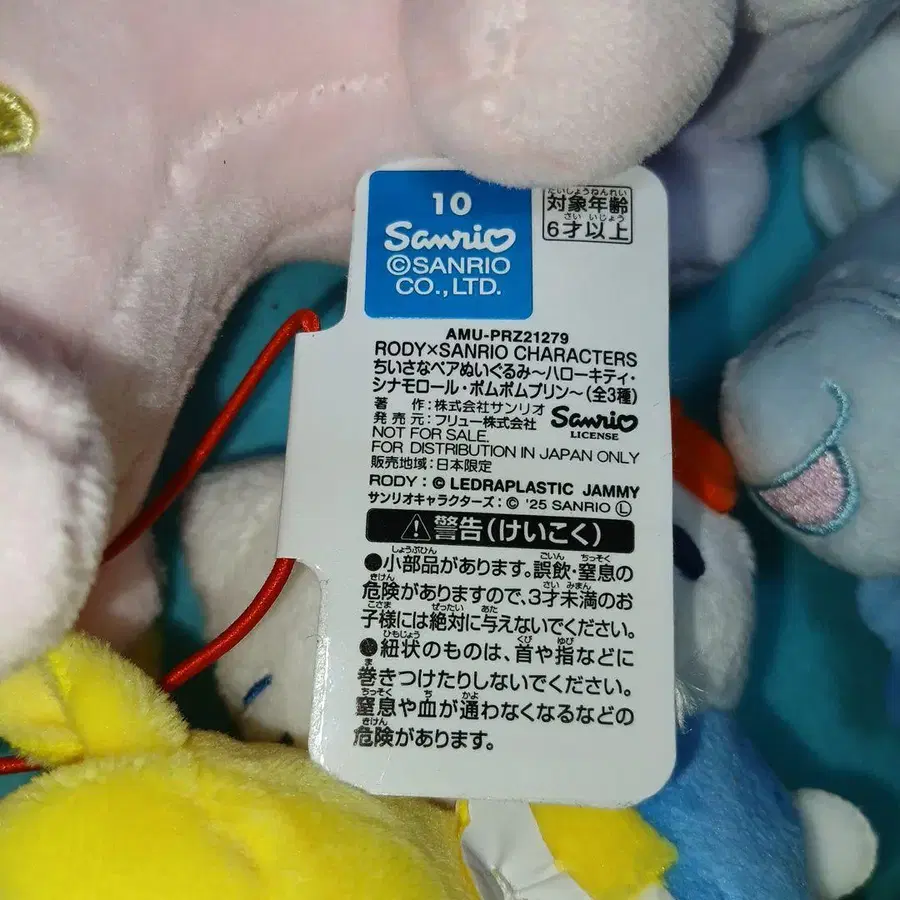 10
Sanrio
©SANRIO
CO.,LTD.
たいしょうねんれい
対象年齢
さい いじょう
6才以上
AMU-PRZ21279
RODY×SANRIO CHARACTERS
ちいさなペアぬいぐるみ～ハローキティ・
シナモロール・ポムポムプリン～(全3種)
著 作:株式会社サンリオ
発 売 元:フリュー株式会社
Sanrio
LICENSE
NOT FOR SALE.
FOR DISTRIBUTION IN JAPAN ONLY
販売地域:日本限定
RODY:© LEDRAPLASTIC JAMMY
サンリオキャラクターズ:© '25 SANRIO Ⓛ
警告(けいこく)
しょうぶひん ごいん ちっそく
●小部品があります。誤飲・窒息の
きけん さい みまん
危険がありますので、3才未満のお
こさま ぜったい あた
子様には絶対に与えないでください。
ひもじょう くび ゆび
●紐状のものは、首や指などに
ま
巻きつけたりしないでください。
ちっそく ち かよ
窒息や血が通わなくなるなどの
きけん
危険があります。